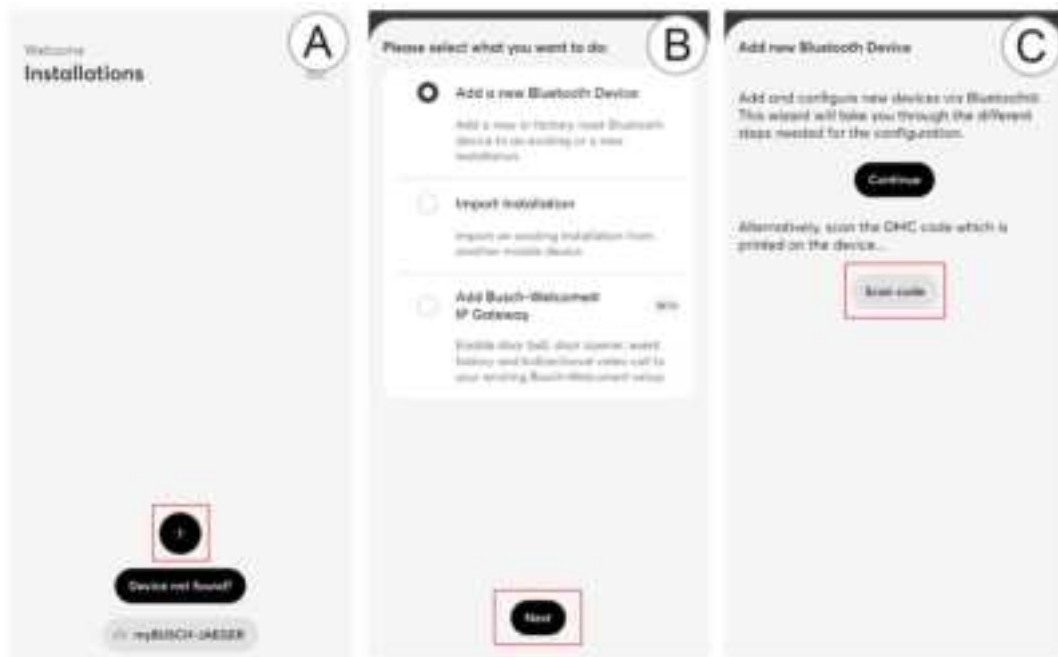 Welcome
Installations
A
Device not found?
myBUSCH-JAEGER
Please select what you want to do:
B
Add a new Bluetooth Device
Add a new or factory reset Bluetooth
device to an existing or a new
installation.
Import Installation
Import an existing installation from
another mobile device.
Add Busch-Welcome®
IP Gateway
BETA
Enable door bell, door opener, event
history and bidirectional video call to
your existing Busch-Welcome® setup
Next
Add new Bluetooth Device
C
Add and configure new devices via Bluetooth®.
This wizard will take you through the different
steps needed for the configuration.
Continue
Alternatively, scan the DMC code which is
printed on the device...
Scan code